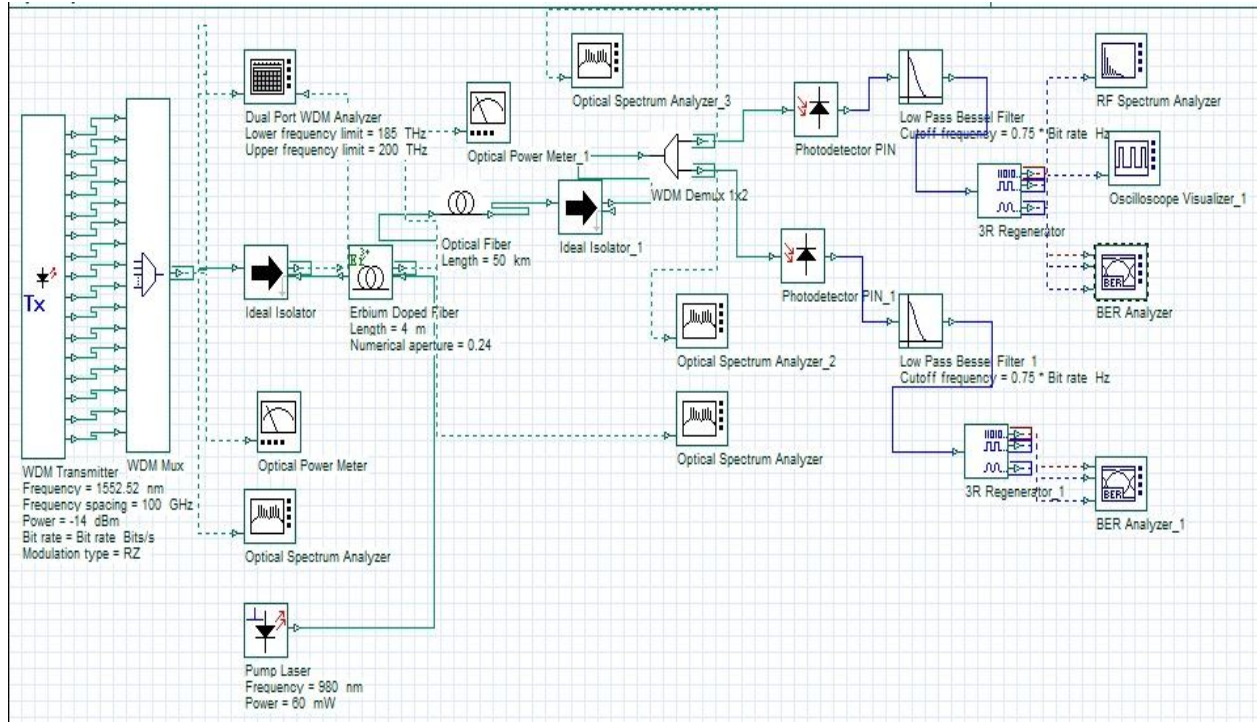 Dual Port WDM Analyzer
Lower frequency limit = 185 THz
Upper frequency limit = 200 THz
Optical Power Meter_1
Optical Spectrum Analyzer_3
Photodetector PIN
Low Pass Bessel Filter
Cutoff frequency = 0.75 * Bit rate Hz
RF Spectrum Analyzer
Oscilloscope Visualizer_1
3R Regenerator
WDM Demux 1x2
Ideal Isolator_1
Optical Fiber
Length = 50 km
Ideal Isolator
Erbium Doped Fiber
Length = 4 m
Numerical aperture = 0.24
Tx
Photodetector PIN_1
BER
BER Analyzer
Optical Spectrum Analyzer_2
Low Pass Bessel Filter 1
Cutoff frequency = 0.75 * Bit rate Hz
Optical Power Meter
Optical Spectrum Analyzer
3R Regenerator_1
BER
BER Analyzer_1
WDM Transmitter
WDM Mux
Frequency = 1552.52 nm
Frequency spacing = 100 GHz
Power = -14 dBm
Bit rate = Bit rate Bits/s
Modulation type = RZ
Optical Spectrum Analyzer
Pump Laser
Frequency = 980 nm
Power = 60 mW